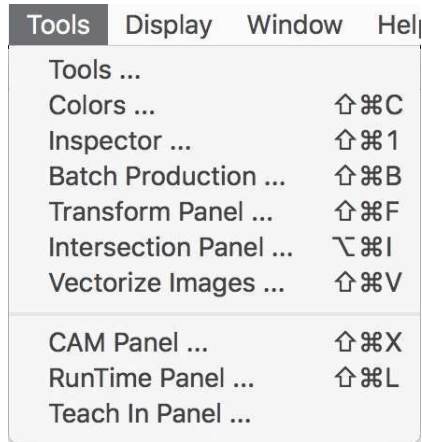 Tools Display Window Hel
Tools ...
Colors ... ⇧⌘C
Inspector ... ⇧⌘1
Batch Production ... ⇧⌘B
Transform Panel ... ⇧⌘F
Intersection Panel ... ⌥⌘I
Vectorize Images ... ⇧⌘V
CAM Panel ... ⇧⌘X
RunTime Panel ... ⇧⌘L
Teach In Panel ...